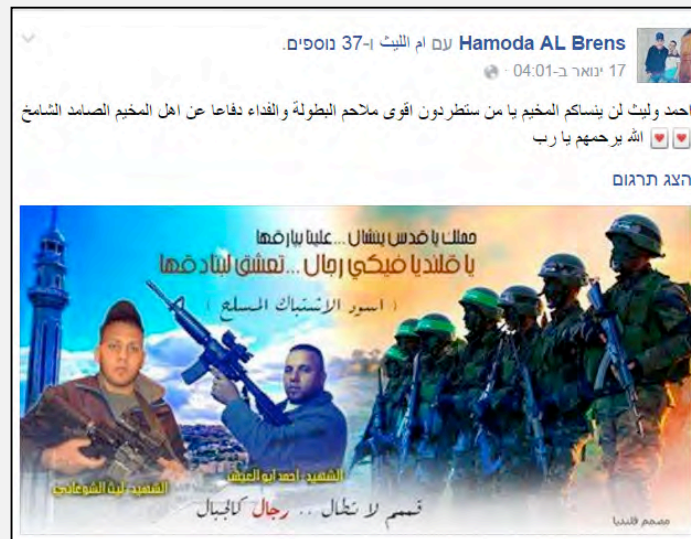 Hamoda AL Brens עם ام الليث ו-37 נוספים.
17 ינואר ב-04:01
احمد وليث لن ينساكم المخيم يا من ستطردون اقوى ملاحم البطولة والفداء دفاعا عن اهل المخيم الصامد الشامخ
الله يرحمهم يا رب
הצג תרגום
حملك يا قدس ينشال ... علينا بيارقها
يا قلنديا فيكي رجال ... تعشق لبنادقها
( اسود الاشتباك المسلح )
الشهيد: احمد ابو العيش
الشهيد: ليث الشوعاني
قمم لا تطال .. رجال كالجبال
مصمم قلنديا